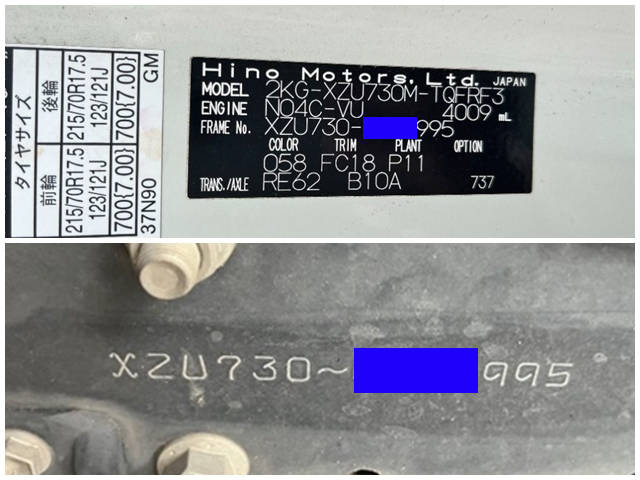 タイヤサイズ
前輪 後輪
215/70R17.5 215/70R17.5
123/121J 123/121J
700{7.00} 700{7.00}
37N90 GM
Hino Motors, Ltd. JAPAN
MODEL 2KG-XZU730M-TQFRF3
ENGINE N04C-VU 4009 mL
FRAME No. XZU730- 995
COLOR TRIM PLANT OPTION
058 FC18 P11
TRANS./AXLE RE62 B10A 737
XZU730~ 995